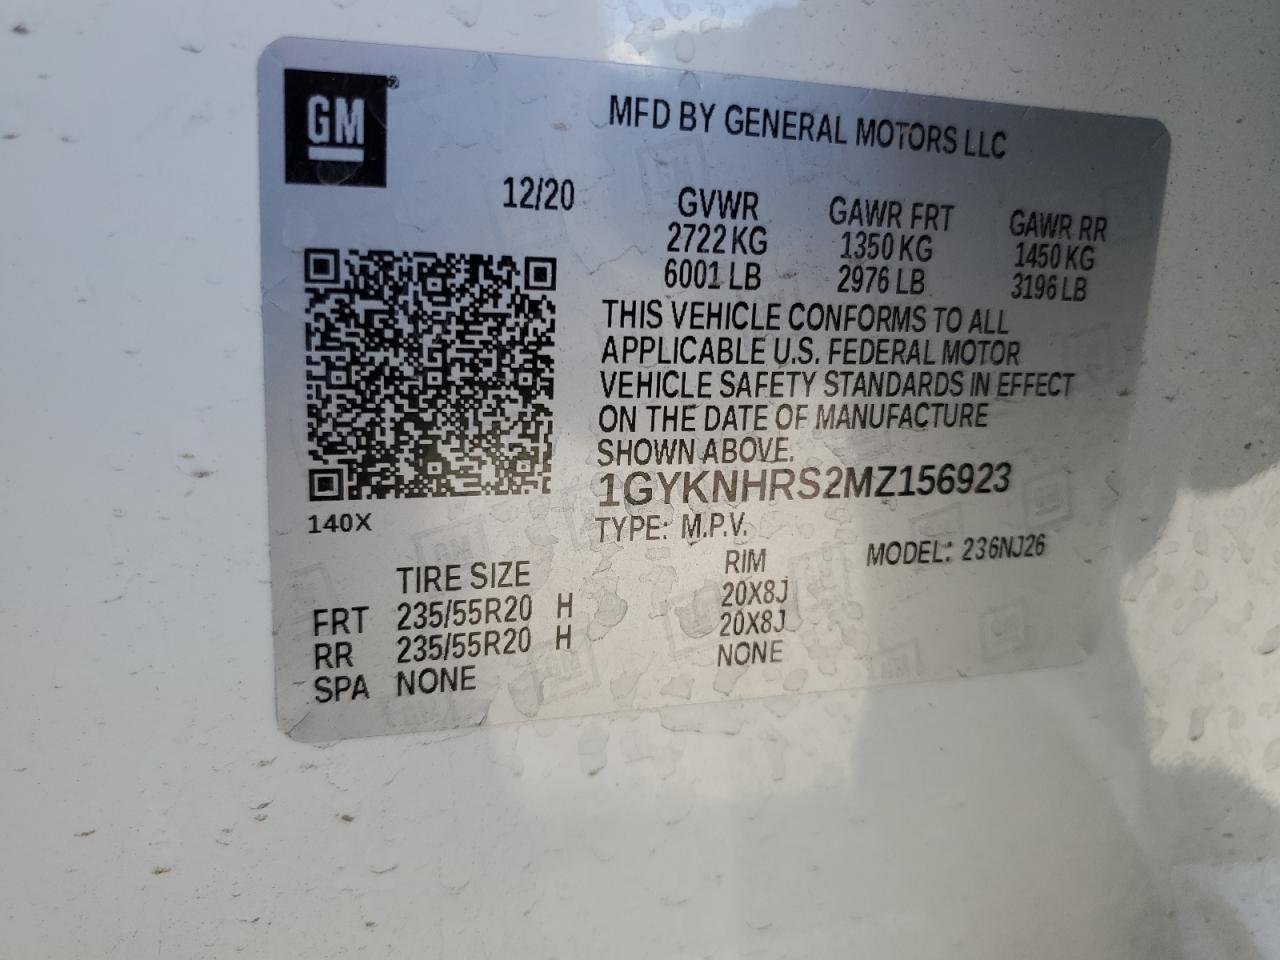 GM
MFD BY GENERAL MOTORS LLC
12/20
GVWR GAWR FRT GAWR RR
2722 KG 1350 KG 1450 KG
6001 LB 2976 LB 3196 LB
THIS VEHICLE CONFORMS TO ALL
APPLICABLE U.S. FEDERAL MOTOR
VEHICLE SAFETY STANDARDS IN EFFECT
ON THE DATE OF MANUFACTURE
SHOWN ABOVE.
1GYKNHRS2MZ156923
140X
TYPE: M.P.V.
MODEL: 236NJ26
TIRE SIZE RIM
FRT 235/55R20 H 20X8J
RR 235/55R20 H 20X8J
SPA NONE NONE